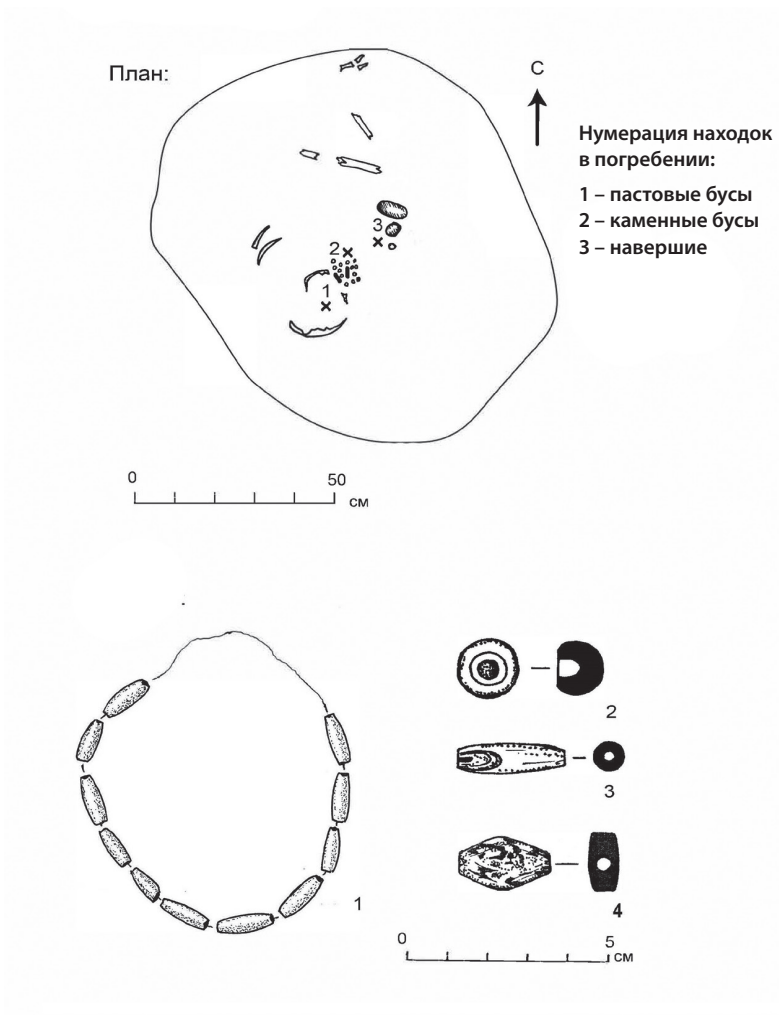 План:
С
Нумерация находок
в погребении:
1 – пастовые бусы
2 – каменные бусы
3 – навершие
3
2
1
0 50
см
2
3
1
4
0 5
см